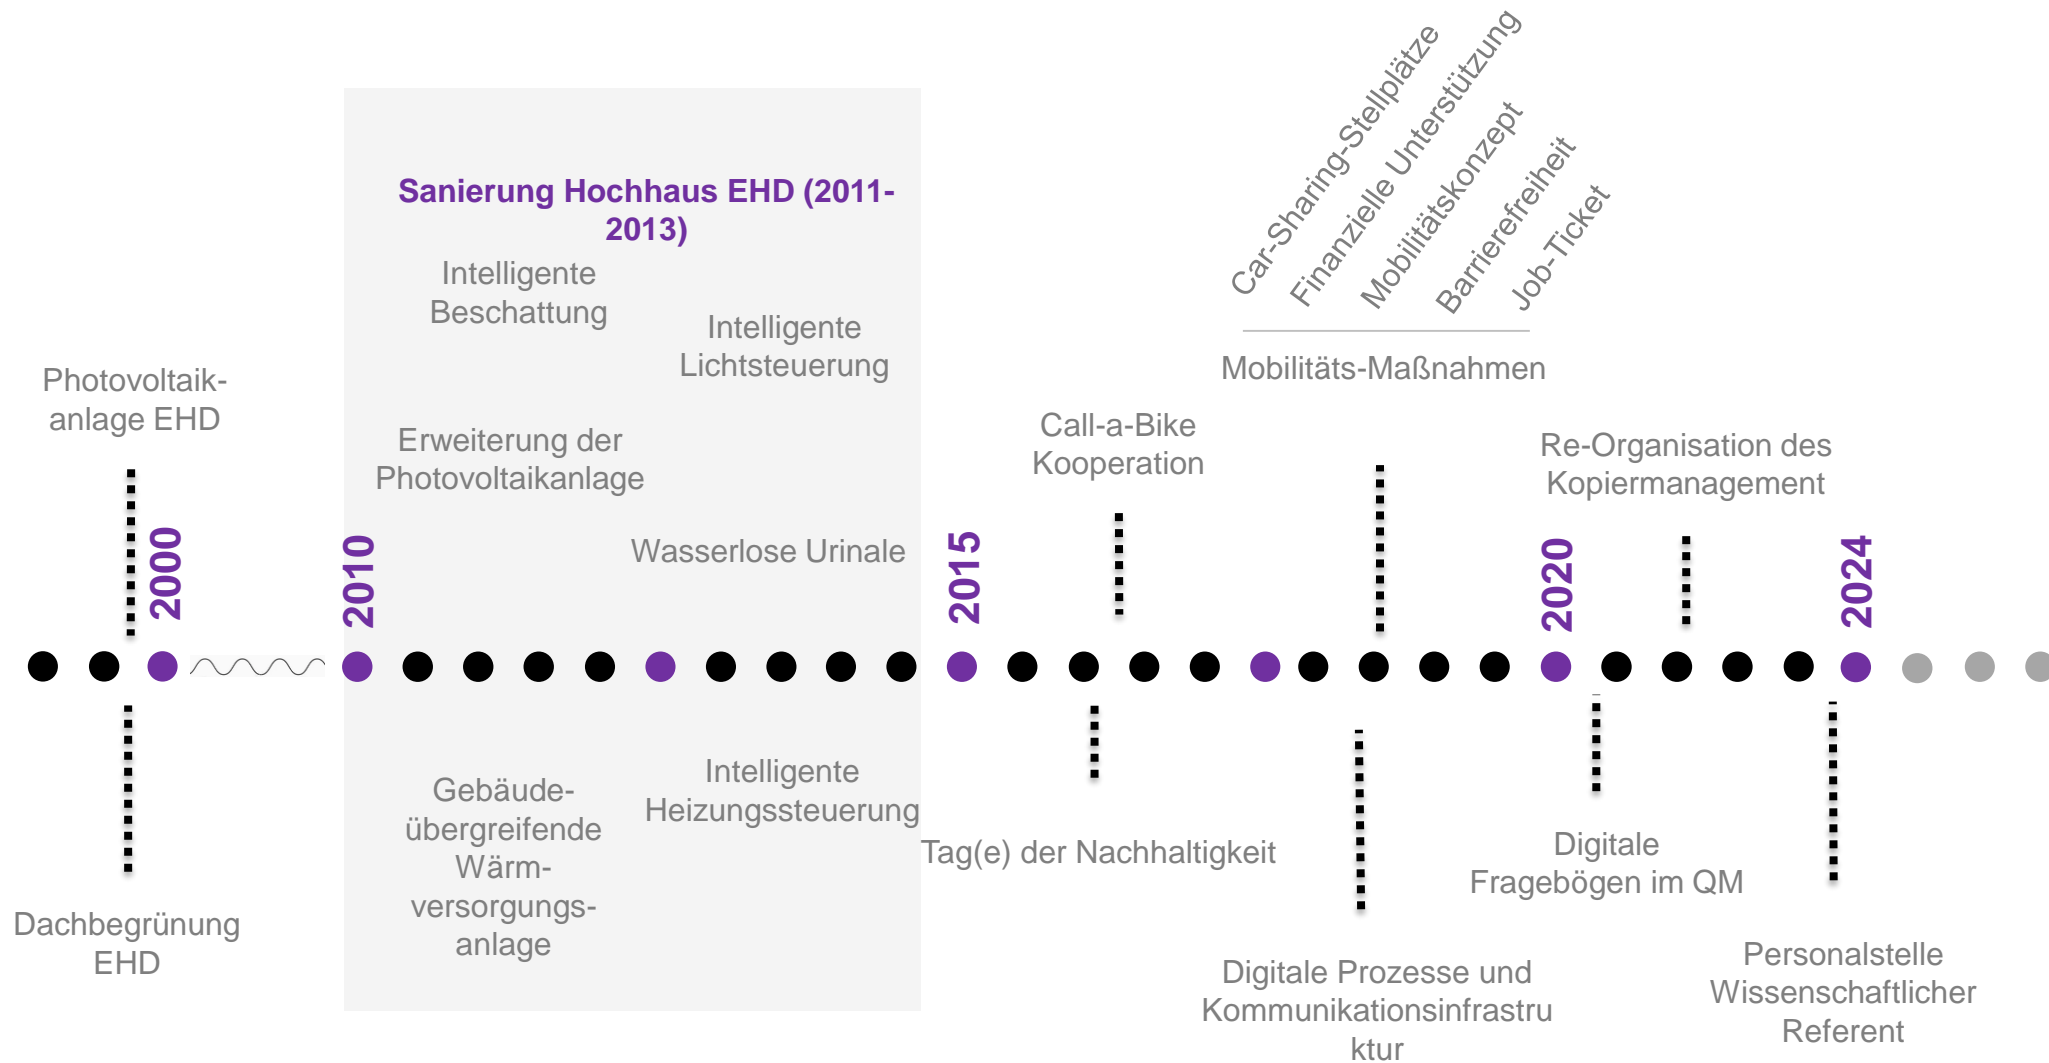 Photovoltaik-
anlage EHD
2000
Dachbegrünung
EHD
2010
Sanierung Hochhaus EHD (2011-
2013)
Intelligente
Beschattung
Intelligente
Lichtsteuerung
Erweiterung der
Photovoltaikanlage
Wasserlose Urinale
Gebäude-
übergreifende
Wärm-
versorgungs-
anlage
Intelligente
Heizungssteuerung
2015
Call-a-Bike
Kooperation
Tag(e) der Nachhaltigkeit
Car-Sharing-Stellplätze
Finanzielle Unterstützung
Mobilitätskonzept
Barrierefreiheit
Job-Ticket
Mobilitäts-Maßnahmen
Digitale Prozesse und
Kommunikationsinfrastru
ktur
2020
Re-Organisation des
Kopiermanagement
Digitale
Fragebögen im QM
2024
Personalstelle
Wissenschaftlicher
Referent